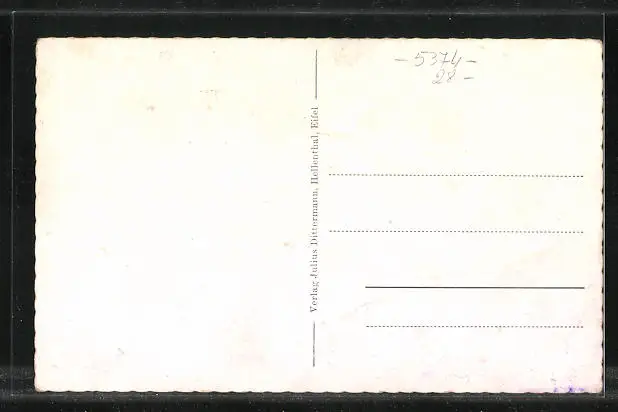 - 5374 -
28 -
Verlag Julius Dittermann, Hellenthal, Eifel